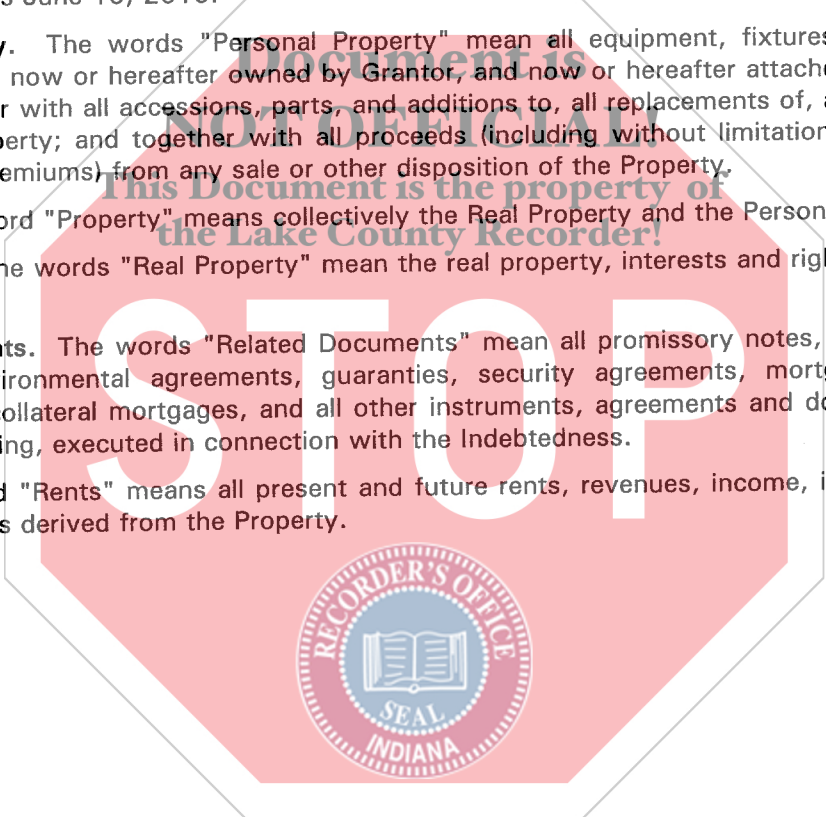 s June 10, 2016.
y. The words "Personal Property" mean all equipment, fixtures
now or hereafter owned by Grantor, and now or hereafter attache
r with all accessions, parts, and additions to, all replacements of, a
perty; and together with all proceeds (including without limitation
emiums) from any sale or other disposition of the Property.
ord "Property" means collectively the Real Property and the Person
he words "Real Property" mean the real property, interests and righ
ts. The words "Related Documents" mean all promissory notes,
ironmental agreements, guaranties, security agreements, mortg
ollateral mortgages, and all other instruments, agreements and do
ing, executed in connection with the Indebtedness.
d "Rents" means all present and future rents, revenues, income, i
s derived from the Property.
Document is
NOT OFFICIAL!
This Document is the property of
the Lake County Recorder!
STOP
RECORDER'S OFFICE
SEAL
INDIANA